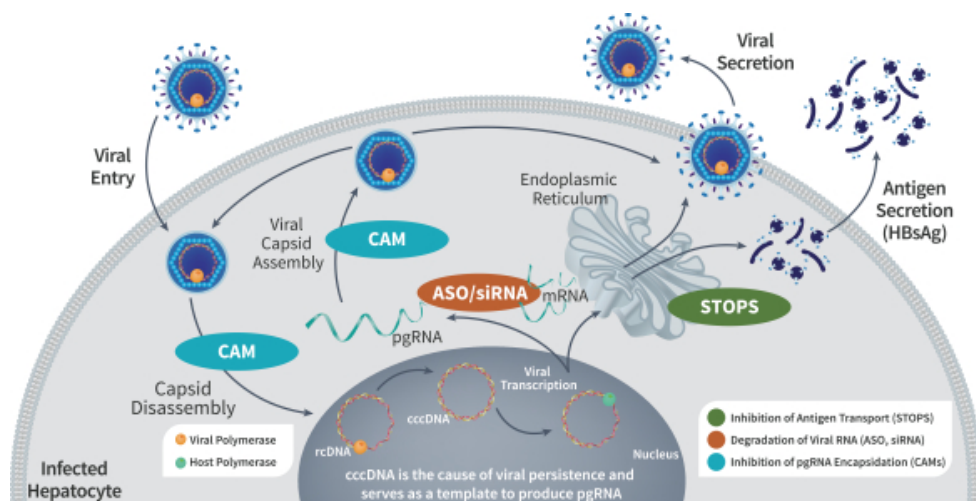 Viral
Secretion
Viral
Entry
Endoplasmic
Reticulum
Antigen
Secretion
(HBsAg)
Viral
Capsid
Assembly
CAM
ASO/siRNA
mRNA
STOPS
pgRNA
CAM
Capsid
Disassembly
Viral
Transcription
cccDNA
rcDNA
Nucleus
cccDNA is the cause of viral persistence and
serves as a template to produce pgRNA
Viral Polymerase
Host Polymerase
Infected
Hepatocyte
Inhibition of Antigen Transport (STOPS)
Degradation of Viral RNA (ASO, siRNA)
Inhibition of pgRNA Encapsidation (CAMs)